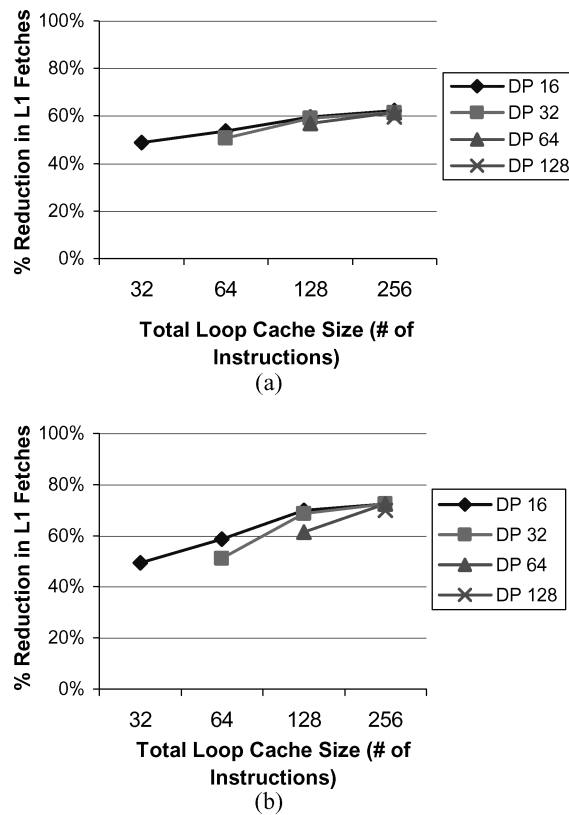 100%
80%
60%
40%
20%
0%
% Reduction in L1 Fetches
32 64 128 256
Total Loop Cache Size (# of
Instructions)
DP 16
DP 32
DP 64
DP 128
(a)
100%
80%
60%
40%
20%
0%
% Reduction in L1 Fetches
32 64 128 256
Total Loop Cache Size (# of
Instructions)
DP 16
DP 32
DP 64
DP 128
(b)